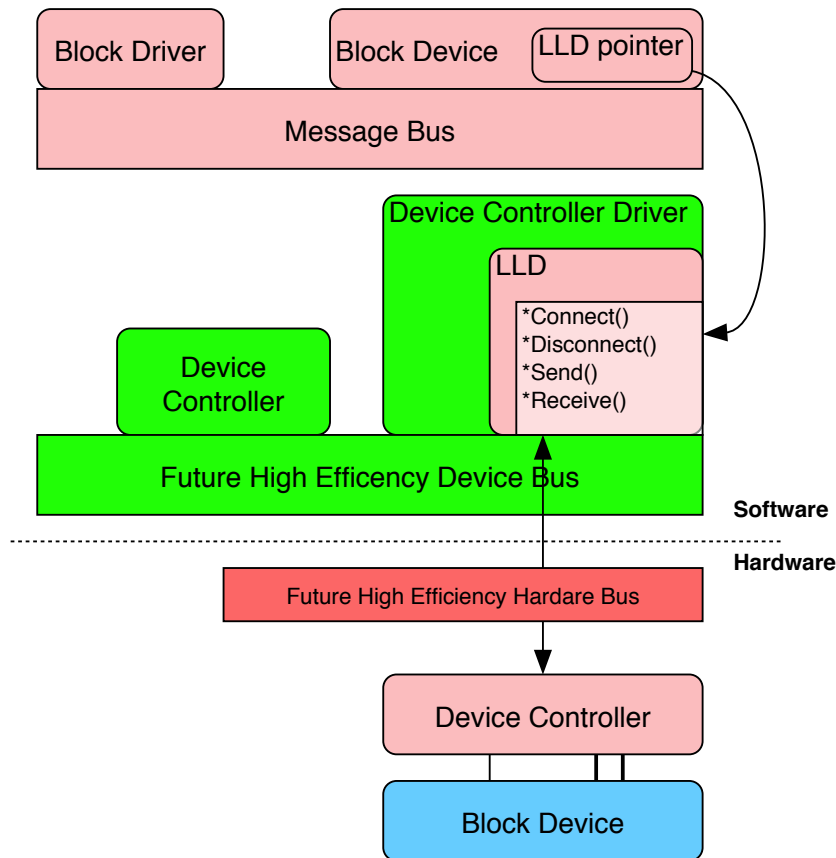 Block Driver
Block Device
LLD pointer
Message Bus
Device Controller Driver
LLD
*Connect()
*Disconnect()
*Send()
*Receive()
Device
Controller
Future High Efficency Device Bus
Software
Hardware
Future High Efficiency Hardare Bus
Device Controller
Block Device